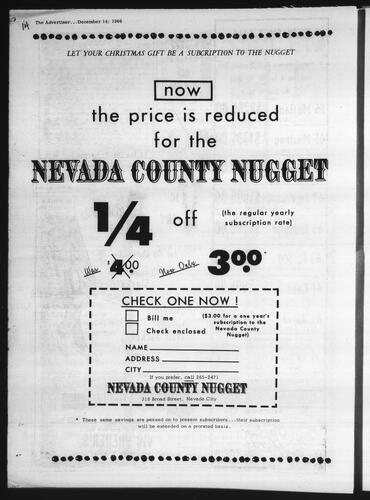 The Advertiser...December 14, 1966
LET YOUR CHRISTMAS GIFT BE A SUBCRIPTION TO THE NUGGET
now
the price is reduced
for the
NEVADA COUNTY NUGGET
1/4 off (the regular yearly
subscription rate)
Was $4.00 Now Only 3.00*
CHECK ONE NOW !
Bill me
Check enclosed
($3.00 for a one year's
subscription to the
Nevada County
Nugget)
NAME
ADDRESS
CITY
If you prefer, call 265-2471
NEVADA COUNTY NUGGET
318 Broad Street, Nevada City
* These same savings are passed on to present subscribers...their subscription
will be extended on a prorated basis.